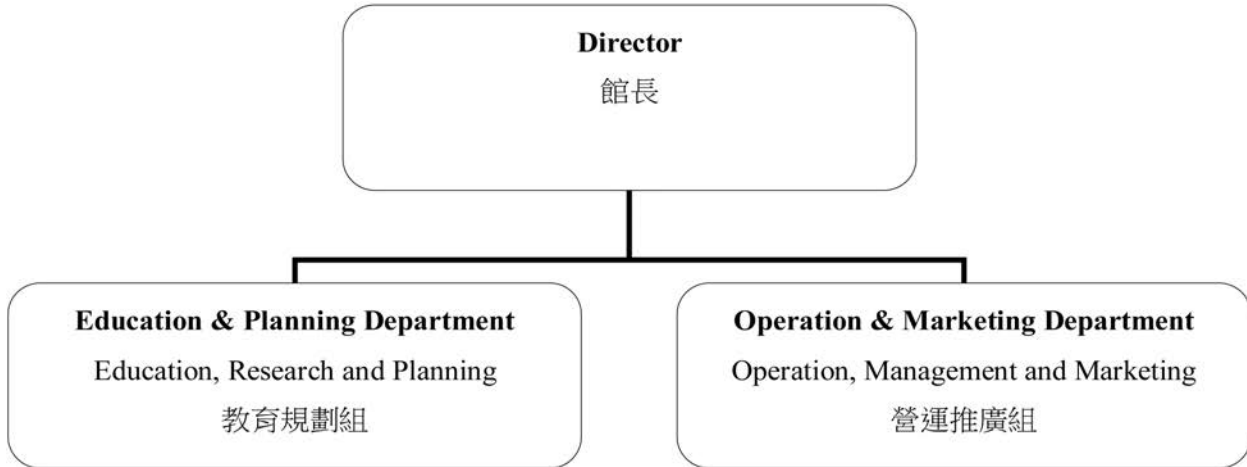 Director
館長
Education & Planning Department
Education, Research and Planning
教育規劃組
Operation & Marketing Department
Operation, Management and Marketing
營運推廣組